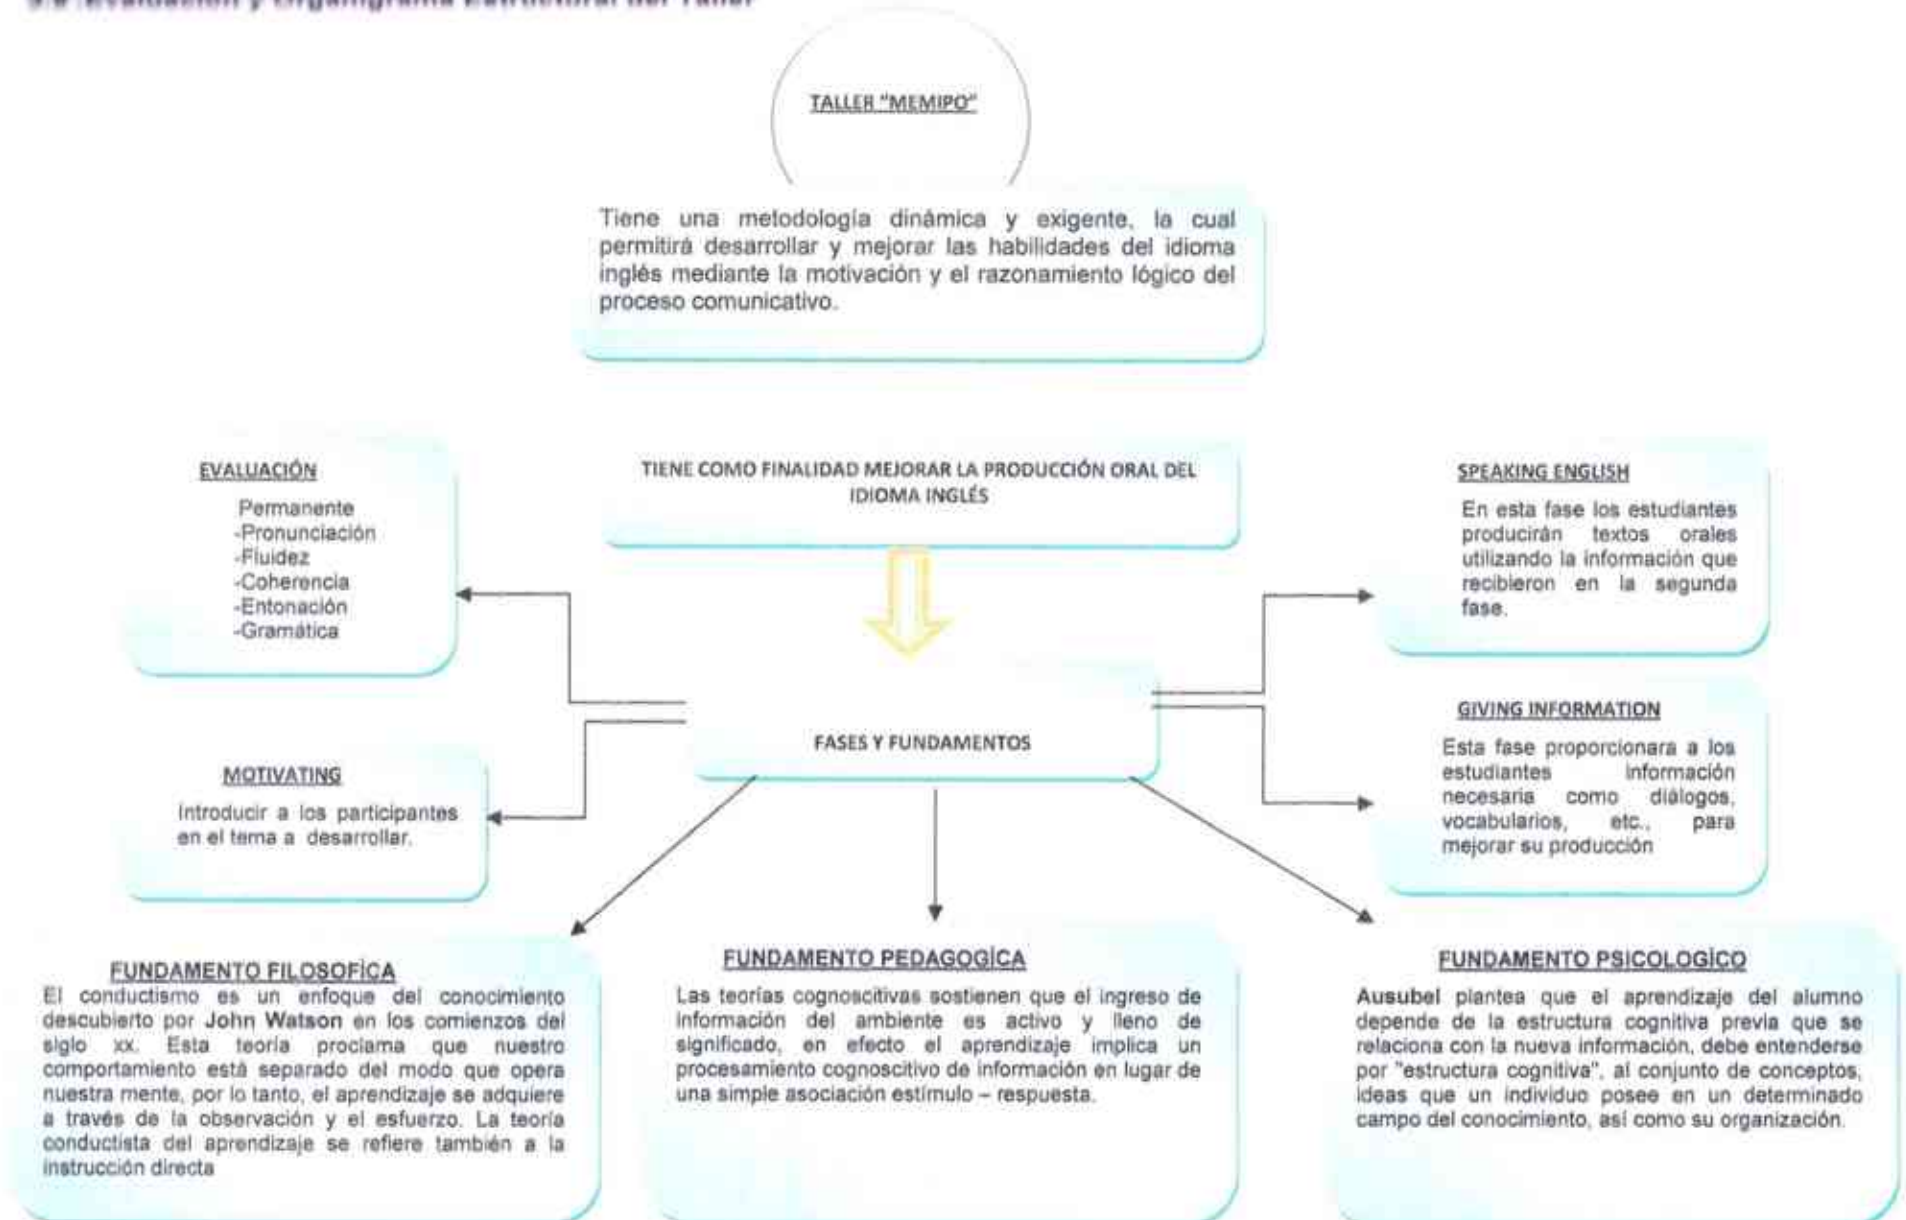 Evaluación y Organigrama Estructural del Taller
TALLER "MEMIPO"
Tiene una metodología dinámica y exigente, la cual
permitirá desarrollar y mejorar las habilidades del idioma
inglés mediante la motivación y el razonamiento lógico del
proceso comunicativo.
TIENE COMO FINALIDAD MEJORAR LA PRODUCCIÓN ORAL DEL
IDIOMA INGLÉS
EVALUACIÓN
Permanente
-Pronunciación
-Fluidez
-Coherencia
-Entonación
-Gramática
SPEAKING ENGLISH
En esta fase los estudiantes
producirán textos orales
utilizando la información que
recibieron en la segunda
fase.
FASES Y FUNDAMENTOS
MOTIVATING
Introducir a los participantes
en el tema a desarrollar.
GIVING INFORMATION
Esta fase proporcionara a los
estudiantes información
necesaria como diálogos,
vocabularios, etc., para
mejorar su producción
FUNDAMENTO FILOSOFÍCA
El conductismo es un enfoque del conocimiento
descubierto por John Watson en los comienzos del
siglo xx. Esta teoría proclama que nuestro
comportamiento está separado del modo que opera
nuestra mente, por lo tanto, el aprendizaje se adquiere
a través de la observación y el esfuerzo. La teoría
conductista del aprendizaje se refiere también a la
instrucción directa
FUNDAMENTO PEDAGOGÍCA
Las teorías cognoscitivas sostienen que el ingreso de
información del ambiente es activo y lleno de
significado, en efecto el aprendizaje implica un
procesamiento cognoscitivo de información en lugar de
una simple asociación estímulo – respuesta.
FUNDAMENTO PSICOLOGÍCO
Ausubel plantea que el aprendizaje del alumno
depende de la estructura cognitiva previa que se
relaciona con la nueva información, debe entenderse
por "estructura cognitiva", al conjunto de conceptos,
ideas que un individuo posee en un determinado
campo del conocimiento, así como su organización.